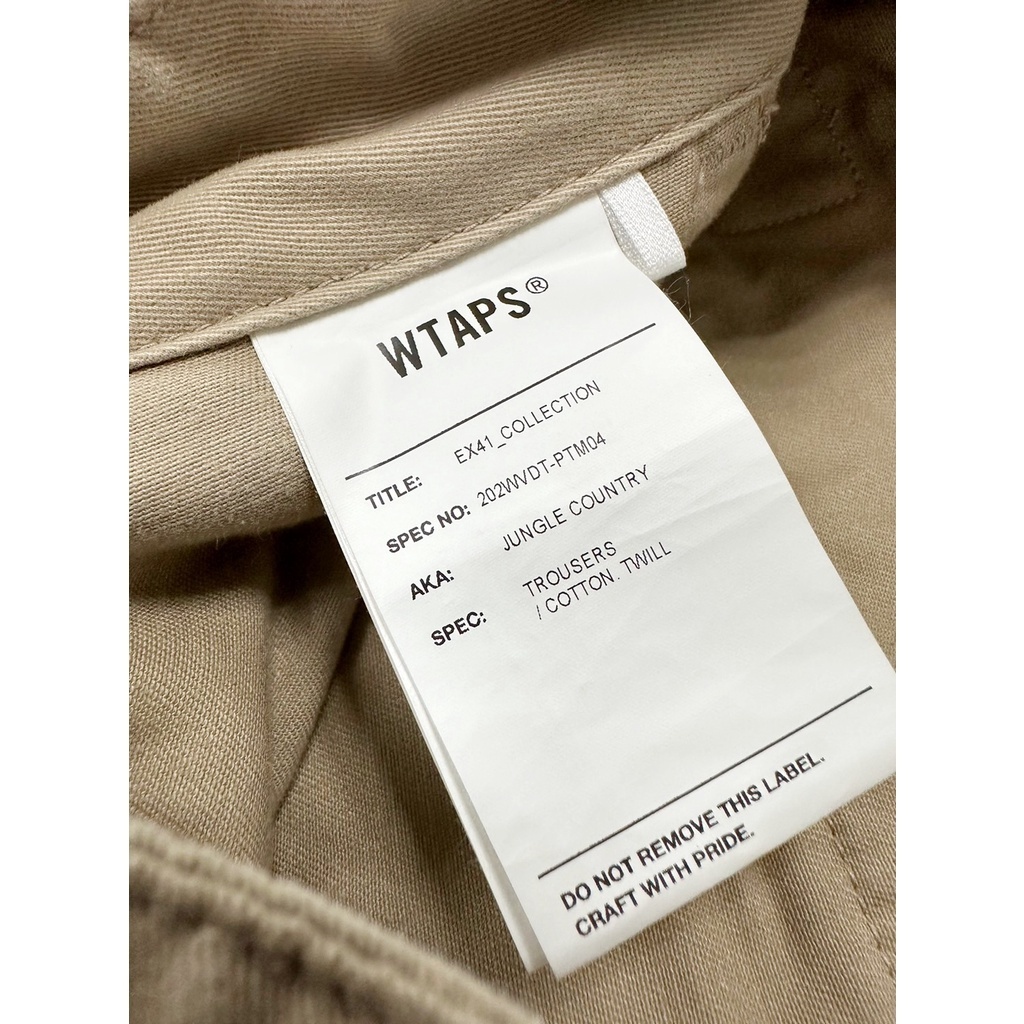 WTAPS®
TITLE: EX41_COLLECTION
SPEC NO: 202WVDT-PTM04
AKA: JUNGLE COUNTRY
SPEC: TROUSERS
/ COTTON. TWILL
DO NOT REMOVE THIS LABEL.
CRAFT WITH PRIDE.